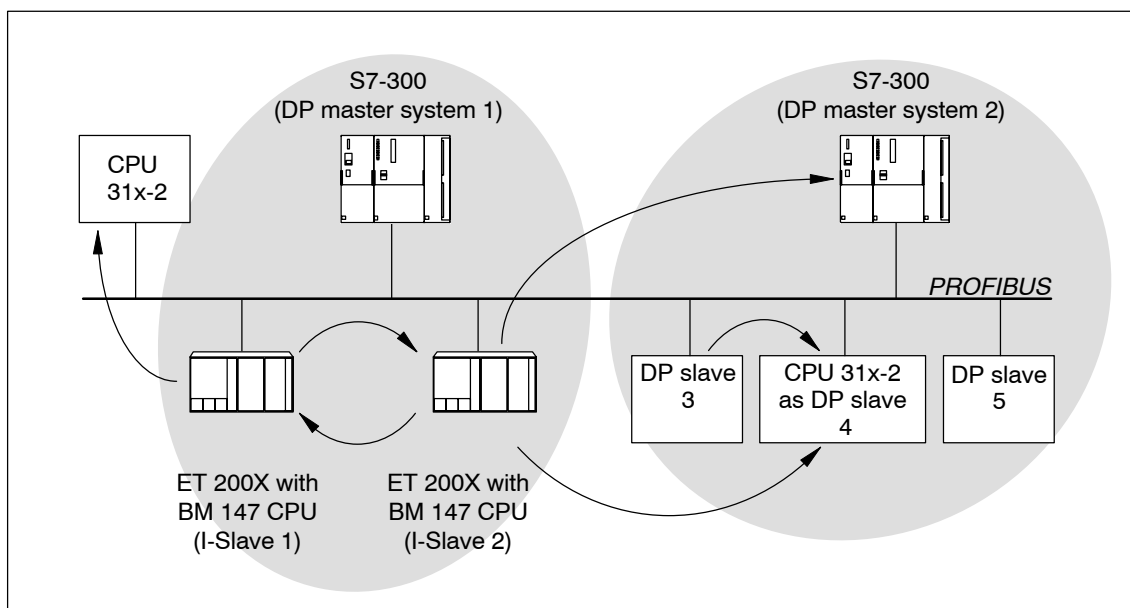 S7-300
(DP master system 1)
S7-300
(DP master system 2)
CPU
31x-2
PROFIBUS
DP slave
3
CPU 31x-2
as DP slave
4
DP slave
5
ET 200X with
BM 147 CPU
(I-Slave 1)
ET 200X with
BM 147 CPU
(I-Slave 2)